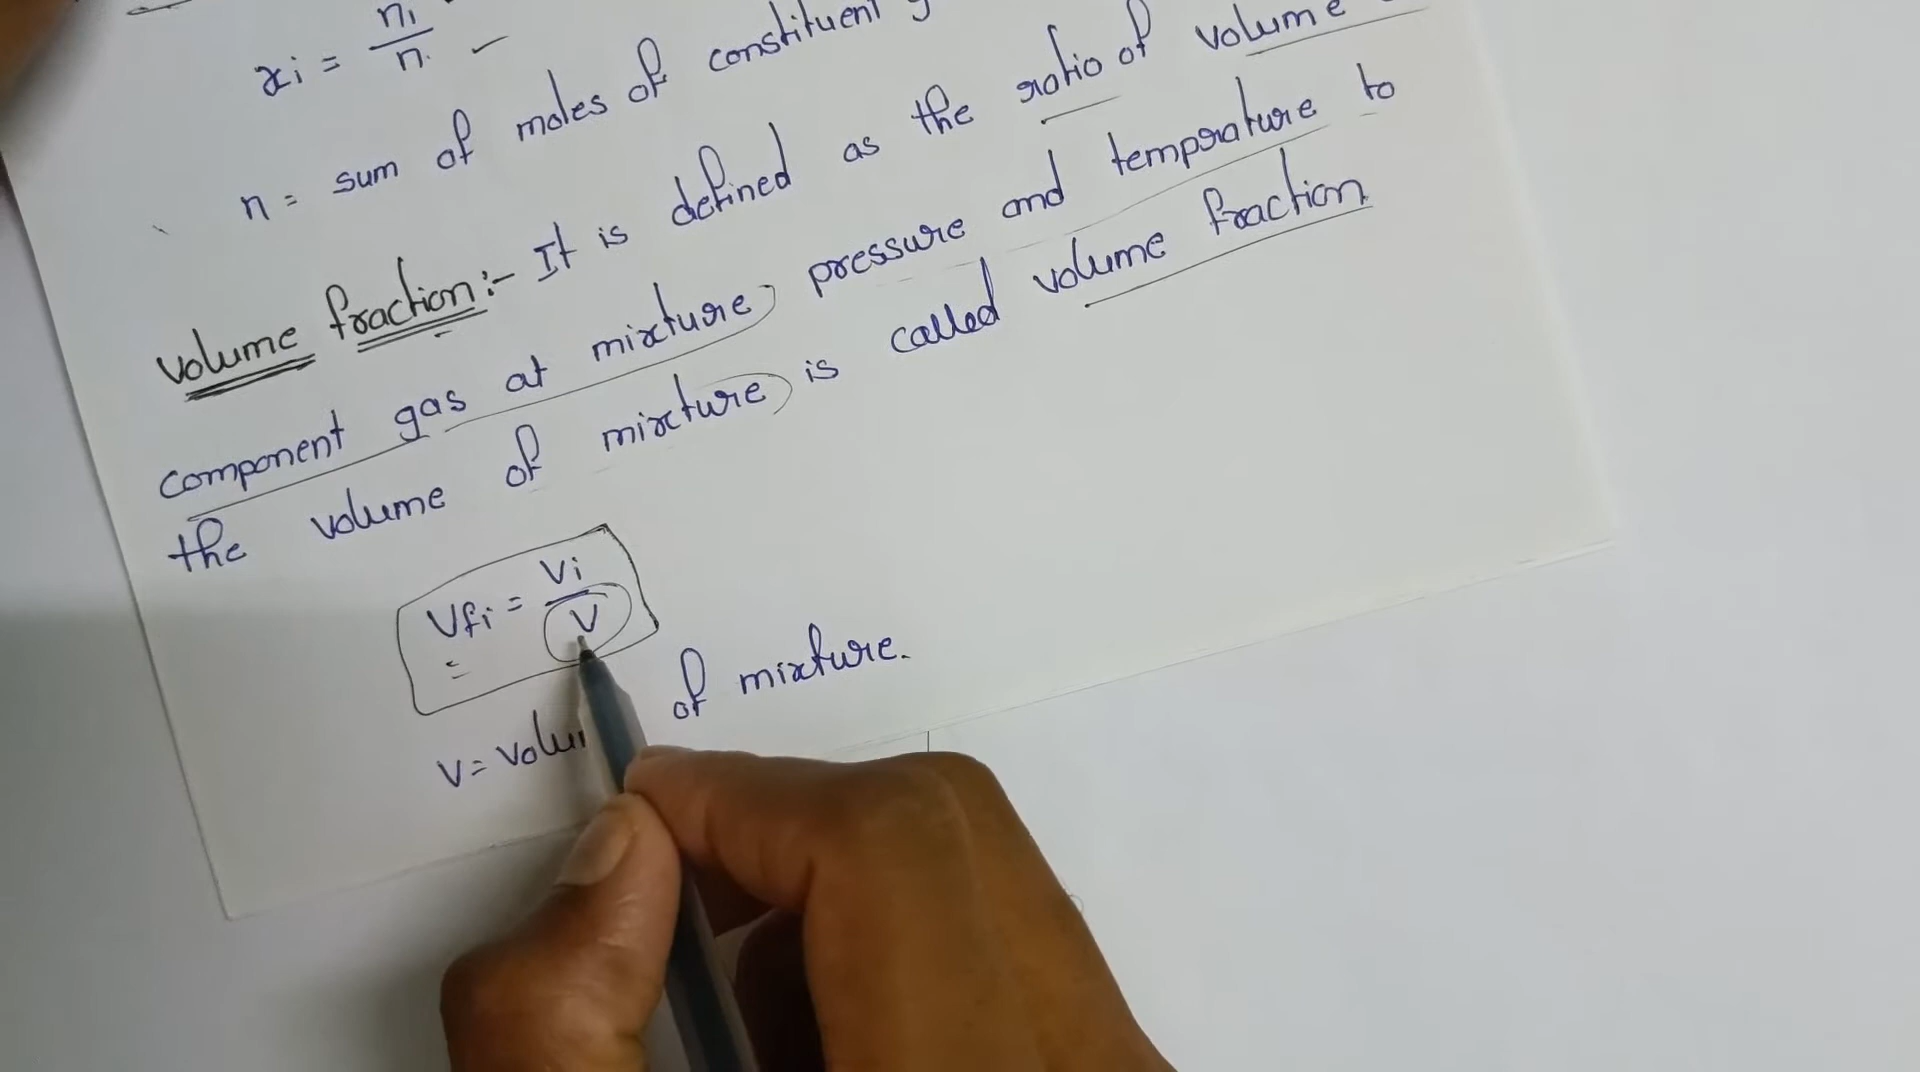 xi = n1/n
n = sum of moles of constituent
volume fraction:- It is defined as the ratio of volume
component gas at mixture pressure and temprature to
the volume of mixture is called volume fraction
Vfi = Vi/V
=
V = volu of mixture.